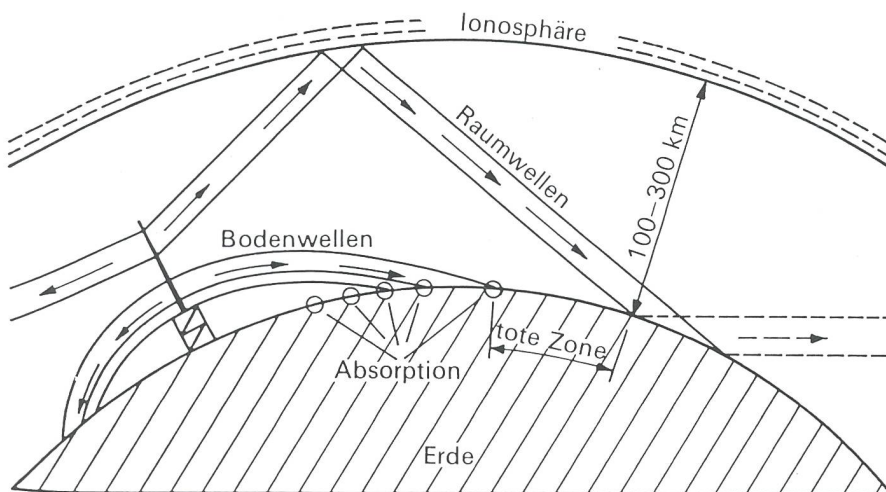 Ionosphäre
Raumwellen
100–300 km
Bodenwellen
tote Zone
Absorption
Erde